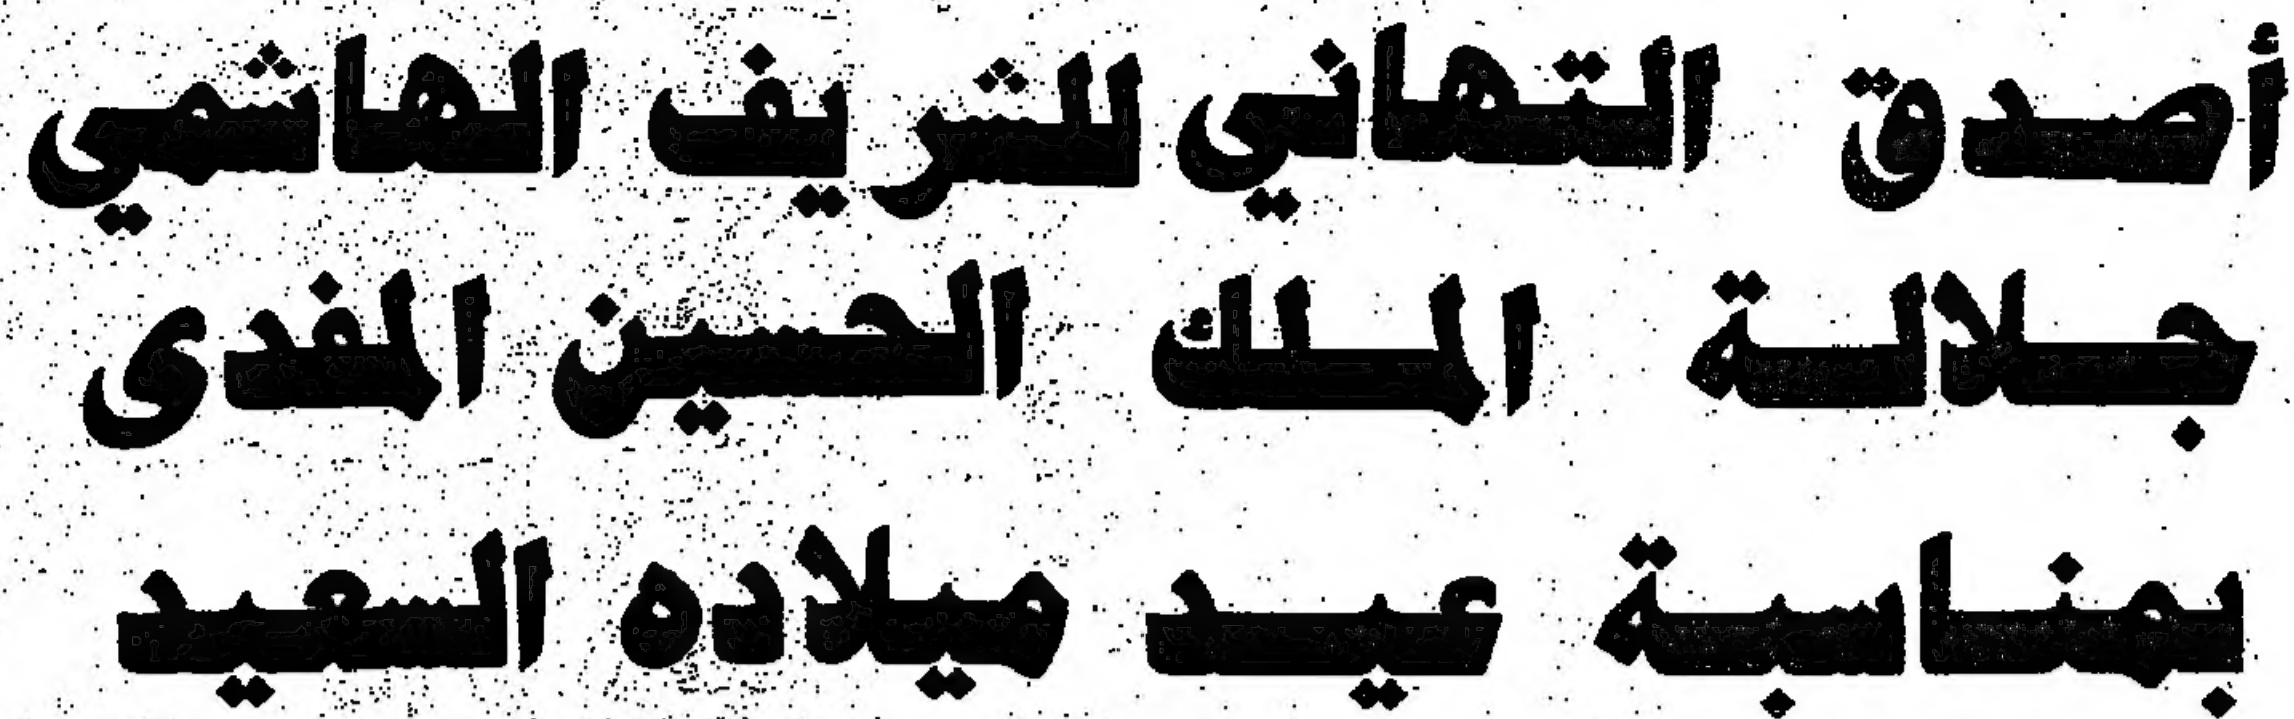 أصدق التهاني للشريف الهاشمي
جلالة الملك الحسين المفدى
بمناسبة عيد ميلاده السعيد